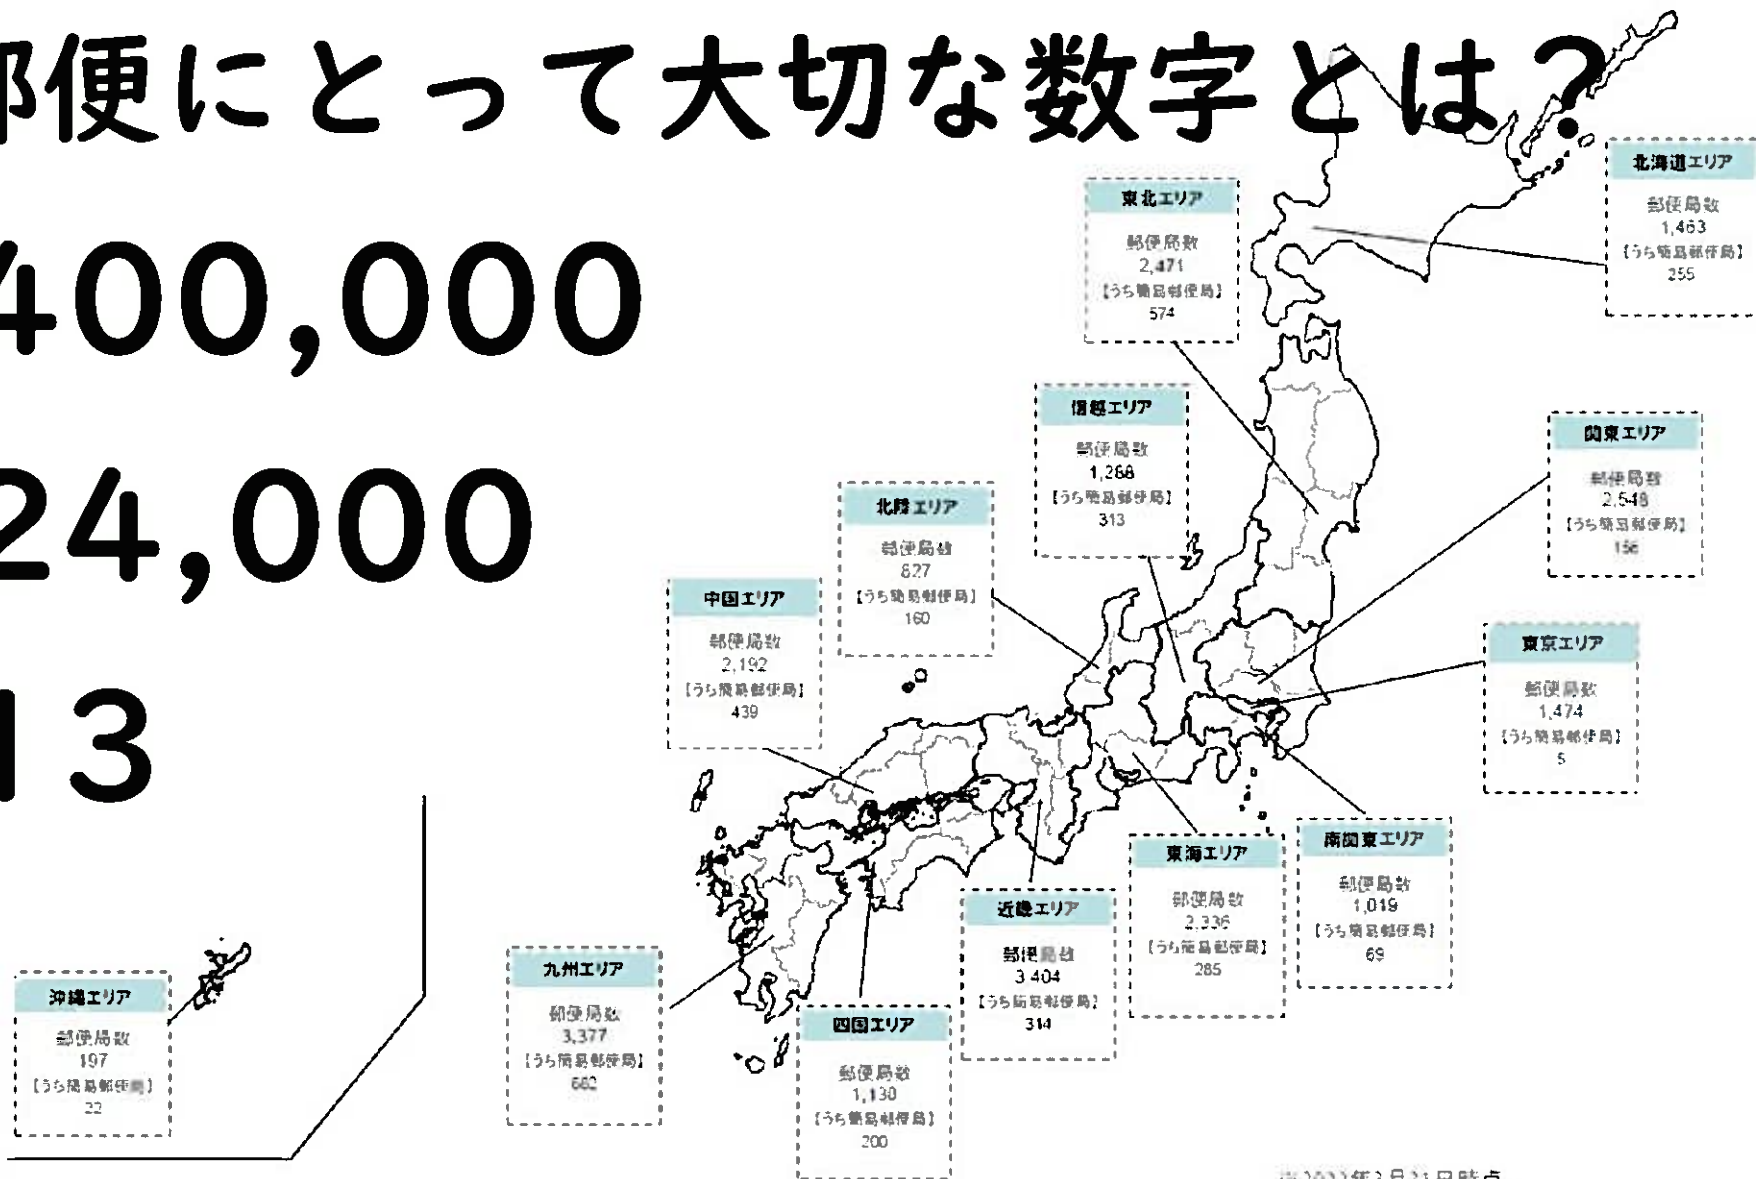 便にとって大切な数字とは?
400,000
24,000
13
北海道エリア
郵便局数
1,463
【うち簡易郵便局】
255
東北エリア
郵便局数
2,471
【うち簡易郵便局】
574
信越エリア
郵便局数
1,288
【うち簡易郵便局】
313
関東エリア
郵便局数
2,548
【うち簡易郵便局】
156
北陸エリア
郵便局数
827
【うち簡易郵便局】
160
中国エリア
郵便局数
2,192
【うち簡易郵便局】
439
東京エリア
郵便局数
1,474
【うち簡易郵便局】
5
南関東エリア
郵便局数
1,019
【うち簡易郵便局】
69
東海エリア
郵便局数
2,336
【うち簡易郵便局】
285
近畿エリア
郵便局数
3,404
【うち簡易郵便局】
314
四国エリア
郵便局数
1,130
【うち簡易郵便局】
200
九州エリア
郵便局数
3,377
【うち簡易郵便局】
沖縄エリア
郵便局数
197
【うち簡易郵便局】
22